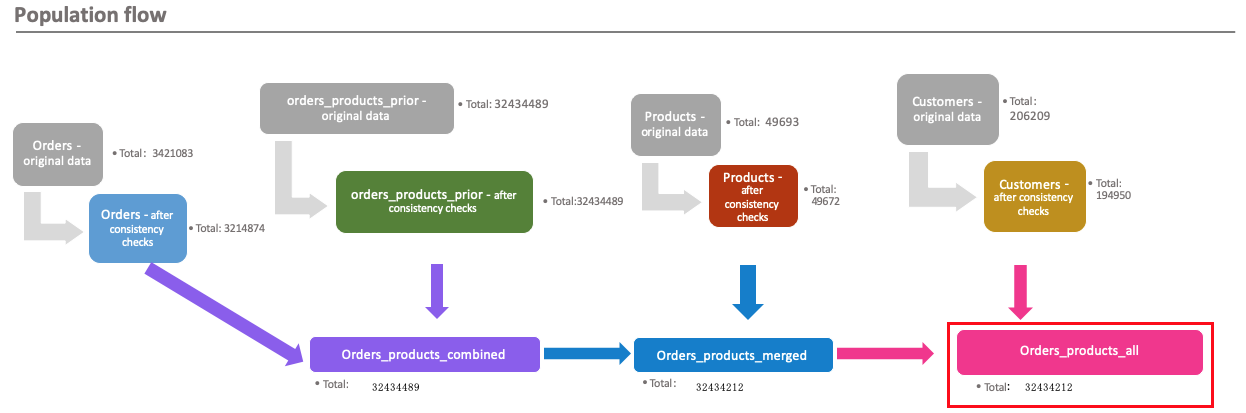 Population flow
Orders -
original data
• Total: 3421083
Orders - after
consistency
checks
• Total: 3214874
orders_products_prior -
original data
• Total: 32434489
orders_products_prior - after
consistency checks
• Total:32434489
Products -
original data
• Total: 49693
Products -
after
consistency
checks
• Total:
49672
Customers -
original data
• Total:
206209
Customers -
after consistency
checks
• Total:
194950
Orders_products_combined
• Total: 32434489
Orders_products_merged
• Total: 32434212
Orders_products_all
• Total: 32434212